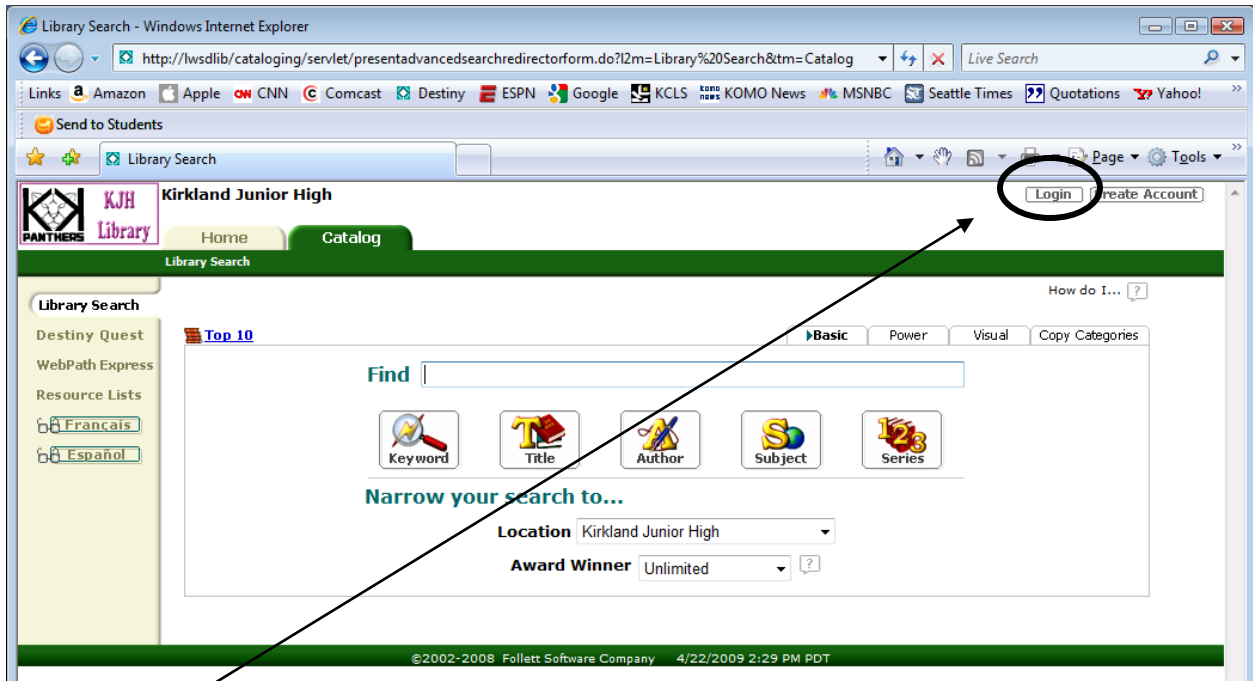 Library Search - Windows Internet Explorer
http://lwsdlib/cataloging/servlet/presentadvancedsearchredirectorform.do?l2m=Library%20Search&tm=Catalog
Live Search
Links Amazon Apple CNN Comcast Destiny ESPN Google KCLS KOMO News MSNBC Seattle Times Quotations Yahoo!
Send to Students
Library Search Page Tools
KJH Library
PANTHERS
Kirkland Junior High
Login Create Account
Home Catalog
Library Search
How do I... ?
Library Search
Destiny Quest
WebPath Express
Resource Lists
Français
Español
Top 10
Basic Power Visual Copy Categories
Find
Keyword Title Author Subject Series
Narrow your search to...
Location Kirkland Junior High
Award Winner Unlimited ?
©2002-2008 Follett Software Company 4/22/2009 2:29 PM PDT